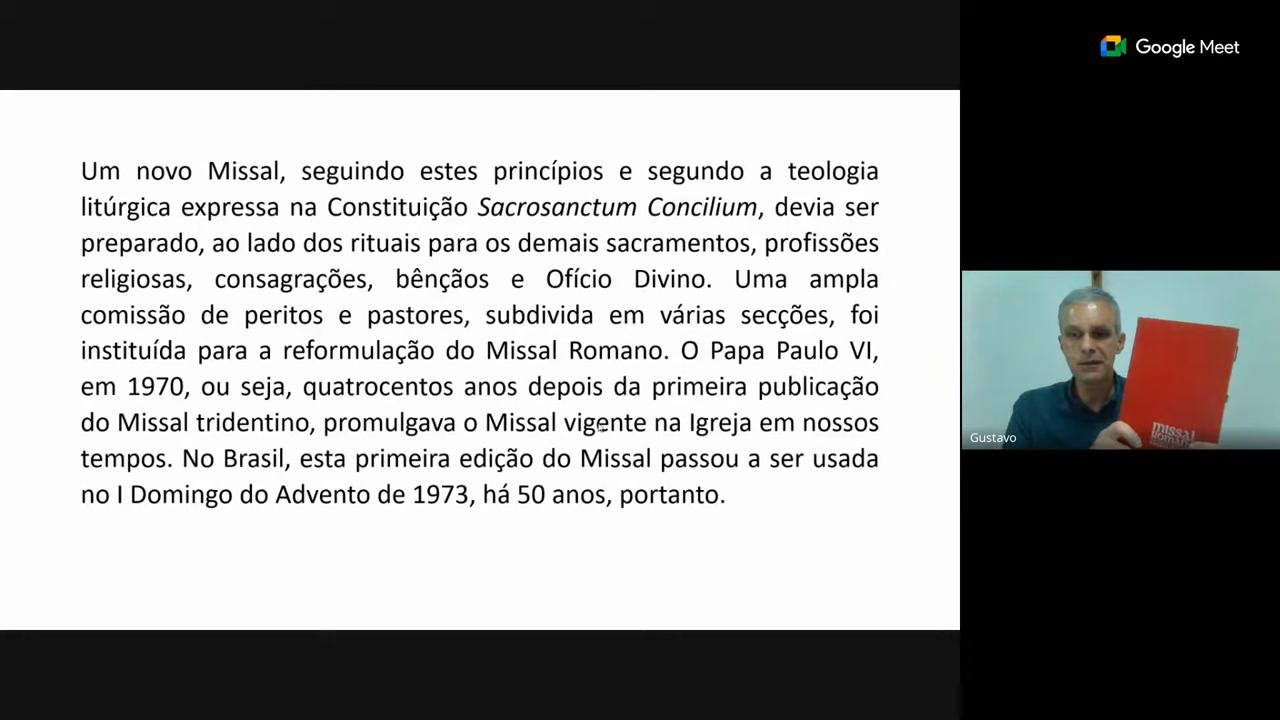 Google Meet
Um novo Missal, seguindo estes princípios e segundo a teologia
litúrgica expressa na Constituição Sacrosanctum Concilium, devia ser
preparado, ao lado dos rituais para os demais sacramentos, profissões
religiosas, consagrações, bênçãos e Ofício Divino. Uma ampla
comissão de peritos e pastores, subdivida em várias secções, foi
instituída para a reformulação do Missal Romano. O Papa Paulo VI,
em 1970, ou seja, quatrocentos anos depois da primeira publicação
do Missal tridentino, promulgava o Missal vigente na Igreja em nossos
tempos. No Brasil, esta primeira edição do Missal passou a ser usada
no I Domingo do Advento de 1973, há 50 anos, portanto.
missal
romano
Gustavo